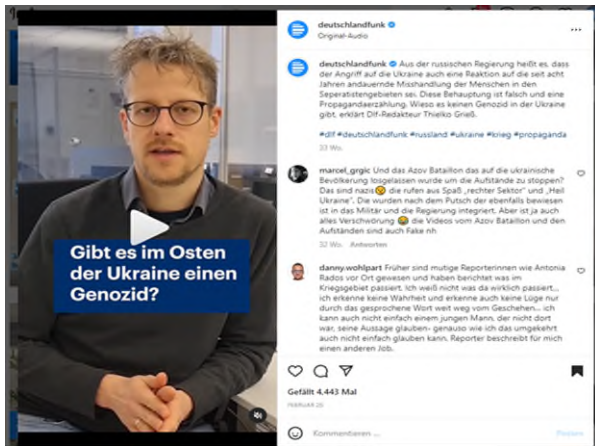 Gibt es im Osten
der Ukraine einen
Genozid?
deutschlandfunk
Original-Audio
deutschlandfunk Aus der russischen Regierung heißt es, dass
der Angriff auf die Ukraine auch eine Reaktion auf die seit acht
Jahren andauernde Misshandlung der Menschen in den
Seperatistengebieten sei. Diese Behauptung ist falsch und eine
Propagandaerzählung. Wieso es keinen Genozid in der Ukraine
gibt, erklärt Dlf-Redakteur Thielko Grieß.
#dlf #deutschlandfunk #russland #ukraine #krieg #propaganda
33 Wo.
marcel_grgic Und das Azov Bataillon das auf die ukrainische
Bevölkerung losgelassen wurde um die Aufstände zu stoppen?
Das sind nazis😯 die rufen aus Spaß „rechter Sektor" und „Heil
Ukraine". Die wurden nach dem Putsch der ebenfalls bewiesen
ist in das Militär und die Regierung integriert. Aber ist ja auch
alles Verschwörung 😂 die Videos vom Azov Bataillon und den
Aufständen sind auch Fake nh
32 Wo. Antworten
danny.wohlpart Früher sind mutige Reporterinnen wie Antonia
Rados vor Ort gewesen und haben berichtet was im
Kriegsgebiet passiert. Ich weiß nicht was da wirklich passiert...
ich erkenne keine Wahrheit und erkenne auch keine Lüge nur
durch das gesprochene Wort weit weg vom Geschehen... ich
kann auch nicht einfach einem jungen Mann, der nicht dort
war, seine Aussage glauben- genauso wie ich das umgekehrt
auch nicht einfach glauben kann. Reporter beschreibt für mich
einen anderen Job.
Gefällt 4.443 Mal
FEBRUAR 20
Kommentieren ...
Posten